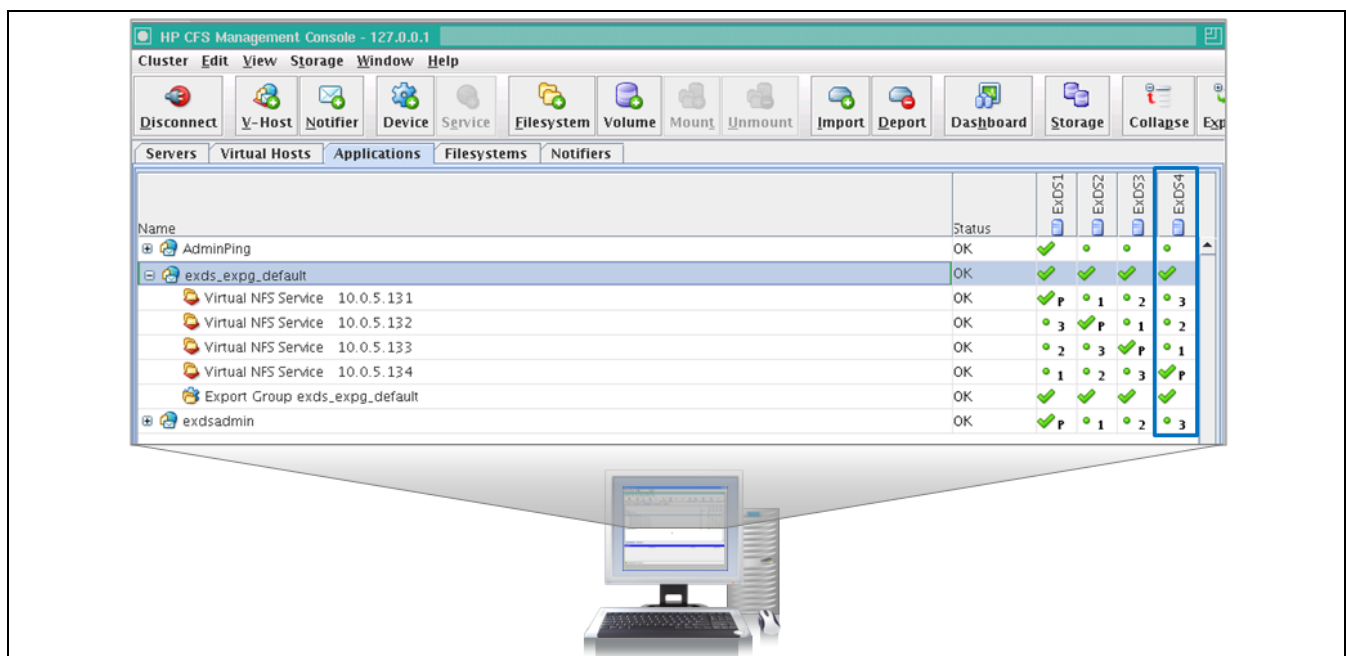 HP CFS Management Console - 127.0.0.1
Cluster Edit View Storage Window Help
Disconnect V-Host Notifier Device Service Filesystem Volume Mount Unmount Import Deport Dashboard Storage Collapse Exp
Servers Virtual Hosts Applications Filesystems Notifiers
Name Status ExDS1 ExDS2 ExDS3 ExDS4
AdminPing OK
exds_expg_default OK
Virtual NFS Service 10.0.5.131 OK P 1 2 3
Virtual NFS Service 10.0.5.132 OK 3 P 1 2
Virtual NFS Service 10.0.5.133 OK 2 3 P 1
Virtual NFS Service 10.0.5.134 OK 1 2 3 P
Export Group exds_expg_default OK
exdsadmin OK P 1 2 3